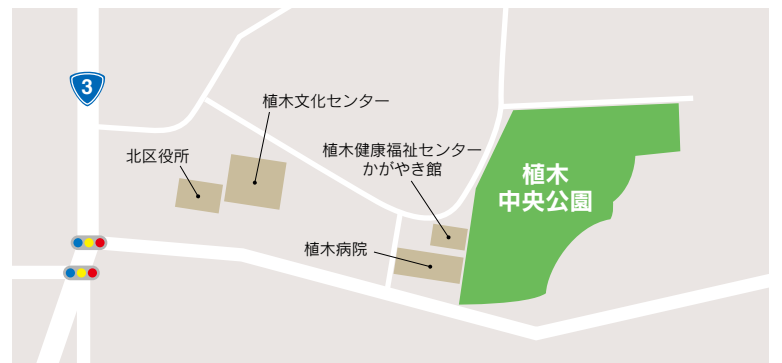 3
植木文化センター
北区役所
植木健康福祉センター
かがやき館
植木
中央公園
植木病院